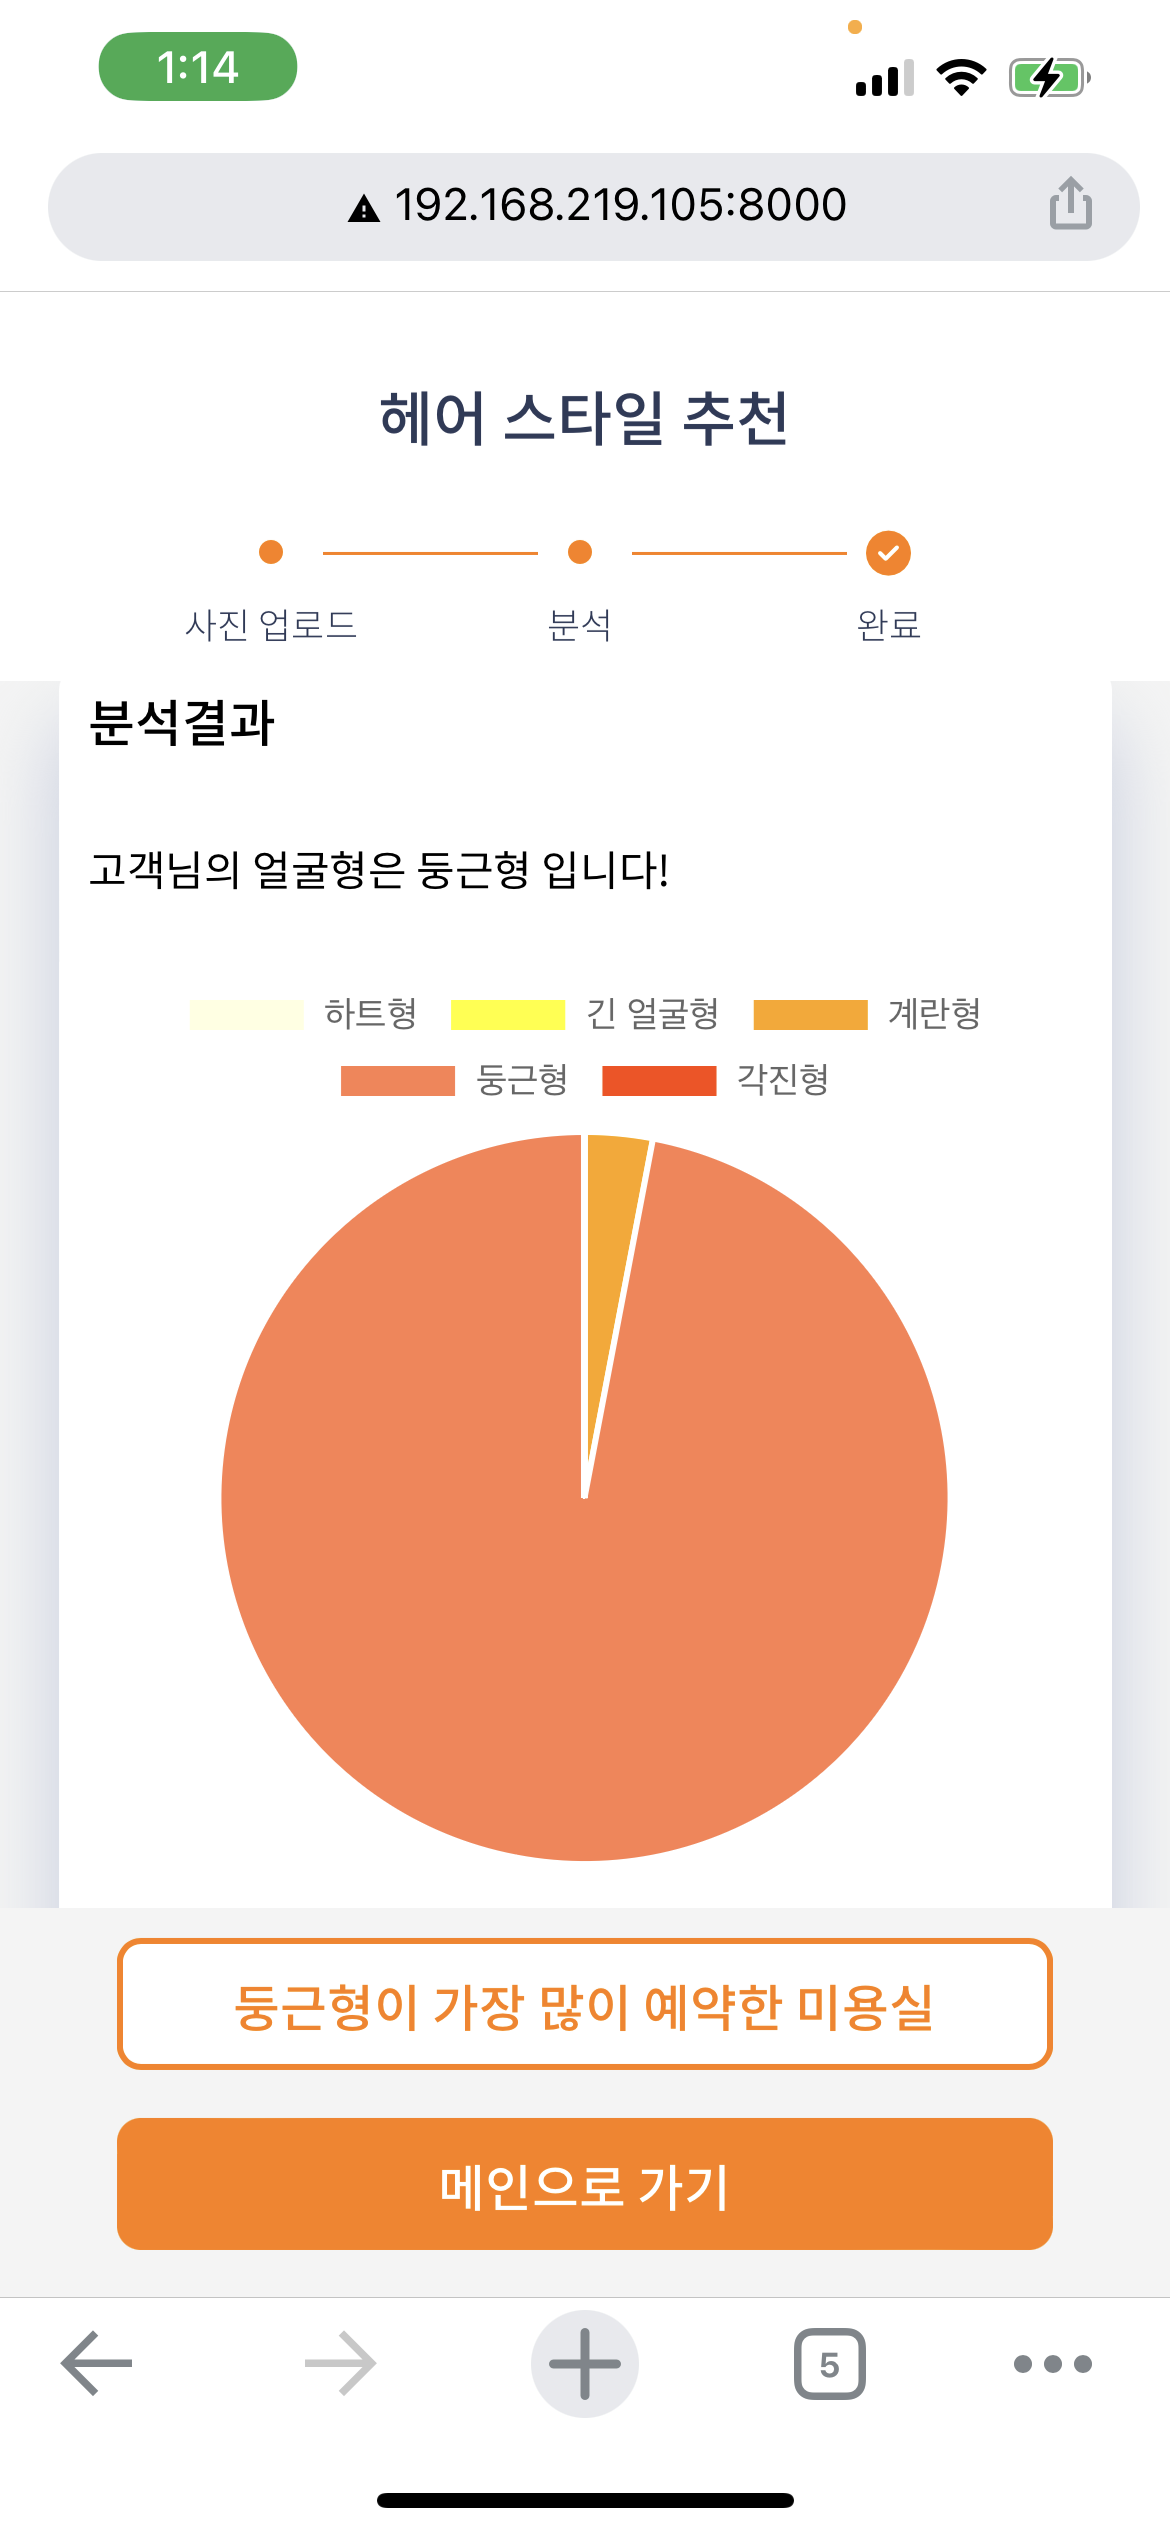 1:14
192.168.219.105:8000
헤어 스타일 추천
사진 업로드 분석 완료
분석결과
고객님의 얼굴형은 둥근형 입니다!
하트형 긴 얼굴형 계란형
둥근형 각진형
둥근형이 가장 많이 예약한 미용실
메인으로 가기
5